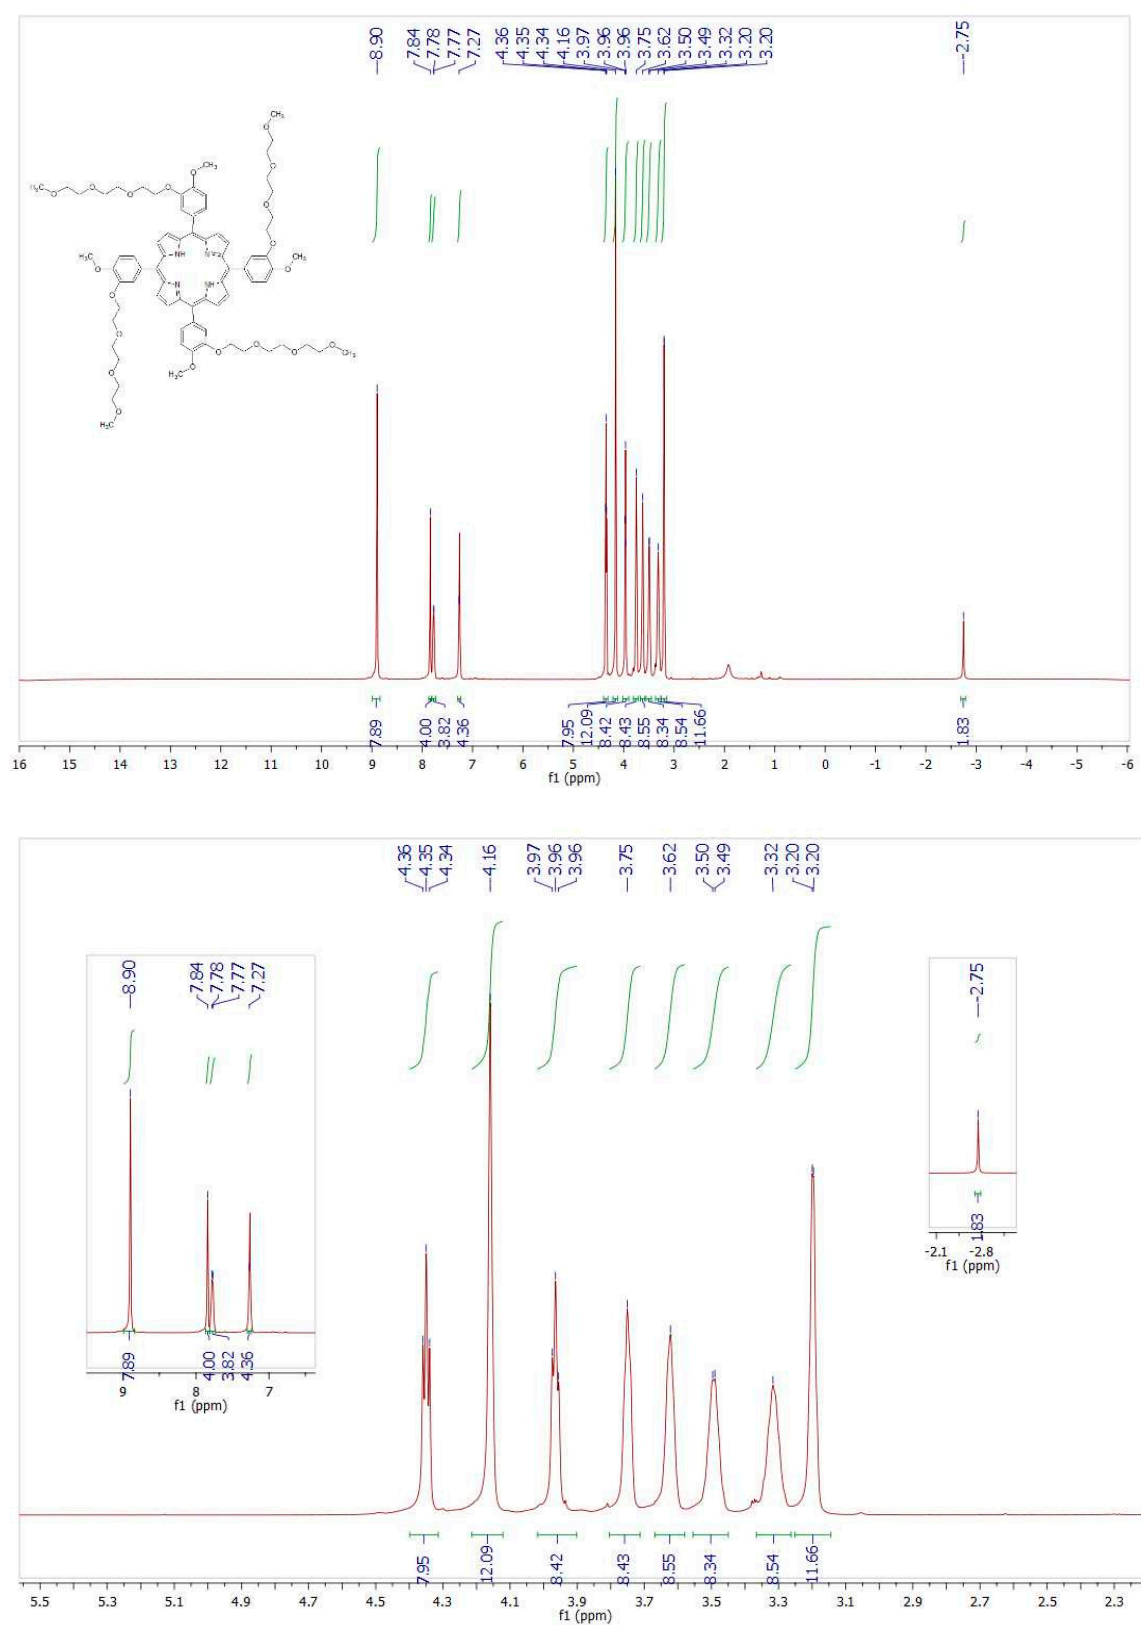 8.90 7.84 7.78 7.77 7.27 4.36 4.35 4.34 4.16 3.97 3.96 3.96 3.75 3.62 3.50 3.49 3.32 3.20 3.20 -2.75
CH3
O
O CH3
H3C O O O O
O
O
O
NH N
H3C O
O CH3
N NH
O
O
O O O O CH3
H3C O
O
O
H3C
7.89 4.00 3.82 4.36 7.95 12.09 8.42 8.43 8.55 8.34 8.54 11.66 1.83
16 15 14 13 12 11 10 9 8 7 6 5 4 3 2 1 0 -1 -2 -3 -4 -5 -6
f1 (ppm)
4.36 4.35 4.34 4.16 3.97 3.96 3.96 3.75 3.62 3.50 3.49 3.32 3.20 3.20
8.90 7.84 7.78 7.77 7.27
7.89 4.00 3.82 4.36
9 8 7
f1 (ppm)
-2.75
1.83
-2.1 -2.8
f1 (ppm)
7.95 12.09 8.42 8.43 8.55 8.34 8.54 11.66
5.5 5.3 5.1 4.9 4.7 4.5 4.3 4.1 3.9 3.7 3.5 3.3 3.1 2.9 2.7 2.5 2.3
f1 (ppm)